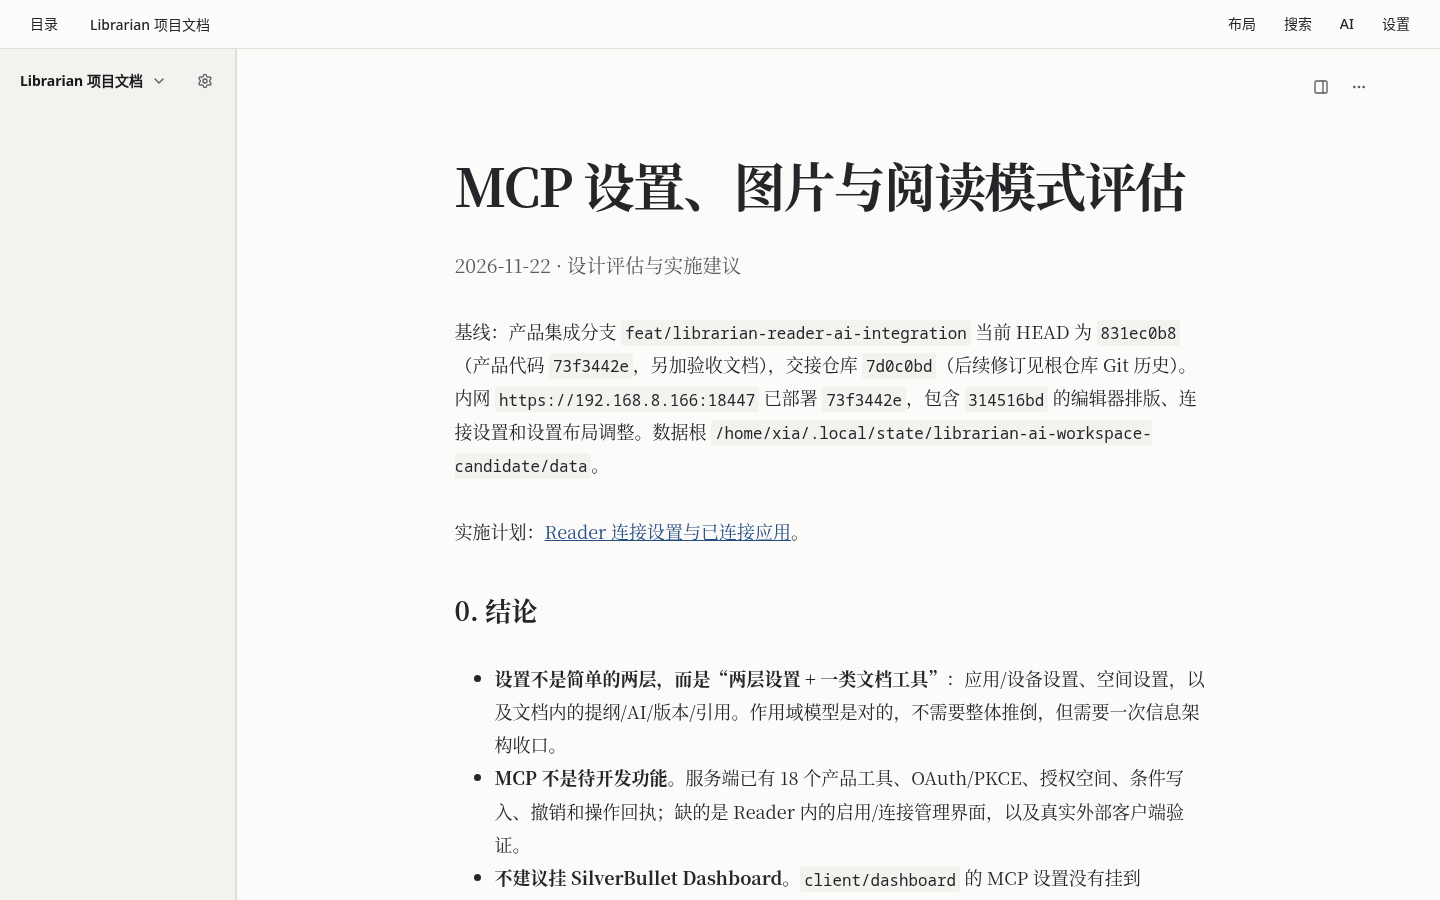 目录
Librarian 项目文档
布局
搜索
AI
设置
Librarian 项目文档
MCP 设置、图片与阅读模式评估
2026-11-22 · 设计评估与实施建议
基线：产品集成分支 feat/librarian-reader-ai-integration 当前 HEAD 为 831ec0b8
（产品代码 73f3442e，另加验收文档），交接仓库 7d0c0bd（后续修订见根仓库 Git 历史）。
内网 https://192.168.8.166:18447 已部署 73f3442e，包含 314516bd 的编辑器排版、连
接设置和设置布局调整。数据根 /home/xia/.local/state/librarian-ai-workspace-
candidate/data。
实施计划：Reader 连接设置与已连接应用。
0. 结论
设置不是简单的两层，而是“两层设置 + 一类文档工具”：应用/设备设置、空间设置，以
及文档内的提纲/AI/版本/引用。作用域模型是对的，不需要整体推倒，但需要一次信息架
构收口。
MCP 不是待开发功能。服务端已有 18 个产品工具、OAuth/PKCE、授权空间、条件写
入、撤销和操作回执；缺的是 Reader 内的启用/连接管理界面，以及真实外部客户端验
证。
不建议挂 SilverBullet Dashboard。client/dashboard 的 MCP 设置没有挂到